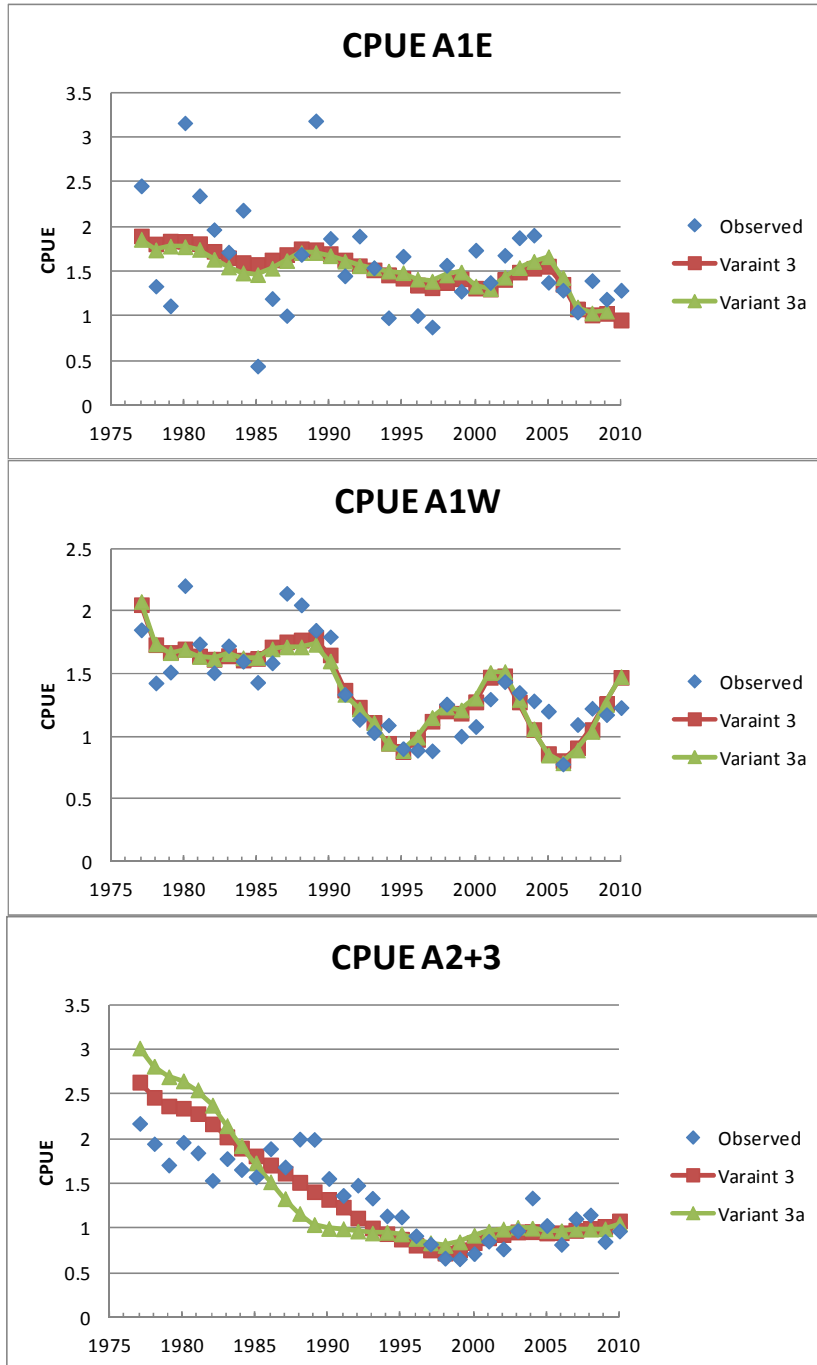 CPUE A1E
3.5
3
2.5
2
1.5
1
0.5
0
CPUE
1975 1980 1985 1990 1995 2000 2005 2010
Observed
Varaint 3
Variant 3a
CPUE A1W
2.5
2
1.5
1
0.5
0
CPUE
1975 1980 1985 1990 1995 2000 2005 2010
Observed
Varaint 3
Variant 3a
CPUE A2+3
3.5
3
2.5
2
1.5
1
0.5
0
CPUE
1975 1980 1985 1990 1995 2000 2005 2010
Observed
Varaint 3
Variant 3a